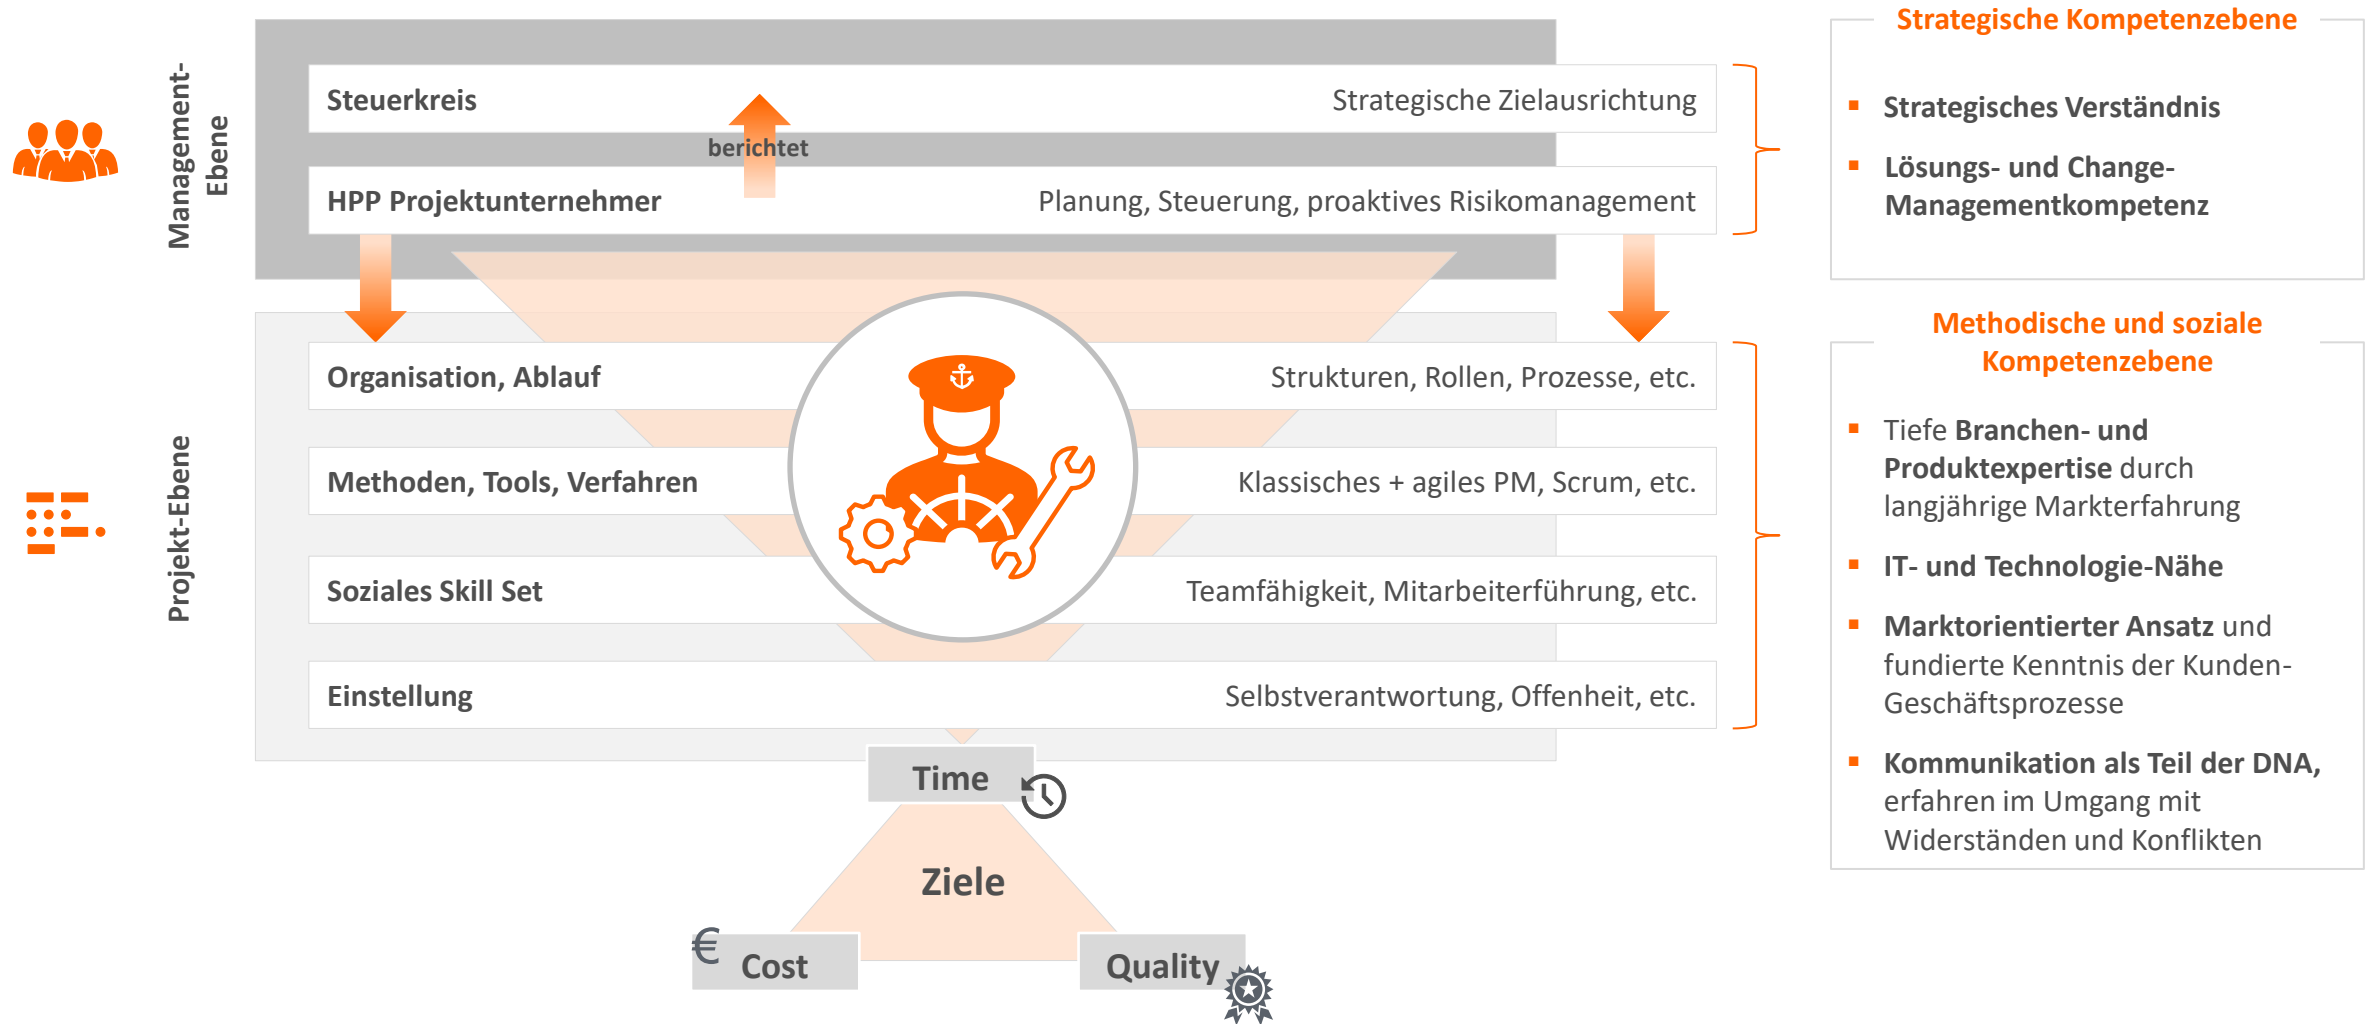 Management-
Ebene
Steuerkreis
Strategische Zielausrichtung
berichtet
HPP Projektunternehmer
Planung, Steuerung, proaktives Risikomanagement
Strategische Kompetenzebene
Strategisches Verständnis
Lösungs- und Change-
Managementkompetenz
Projekt-Ebene
Organisation, Ablauf
Strukturen, Rollen, Prozesse, etc.
Methoden, Tools, Verfahren
Klassisches + agiles PM, Scrum, etc.
Soziales Skill Set
Teamfähigkeit, Mitarbeiterführung, etc.
Einstellung
Selbstverantwortung, Offenheit, etc.
Methodische und soziale
Kompetenzebene
Tiefe Branchen- und
Produktexpertise durch
langjährige Markterfahrung
IT- und Technologie-Nähe
Marktorientierter Ansatz und
fundierte Kenntnis der Kunden-
Geschäftsprozesse
Kommunikation als Teil der DNA,
erfahren im Umgang mit
Widerständen und Konflikten
Time
Ziele
€
Cost
Quality